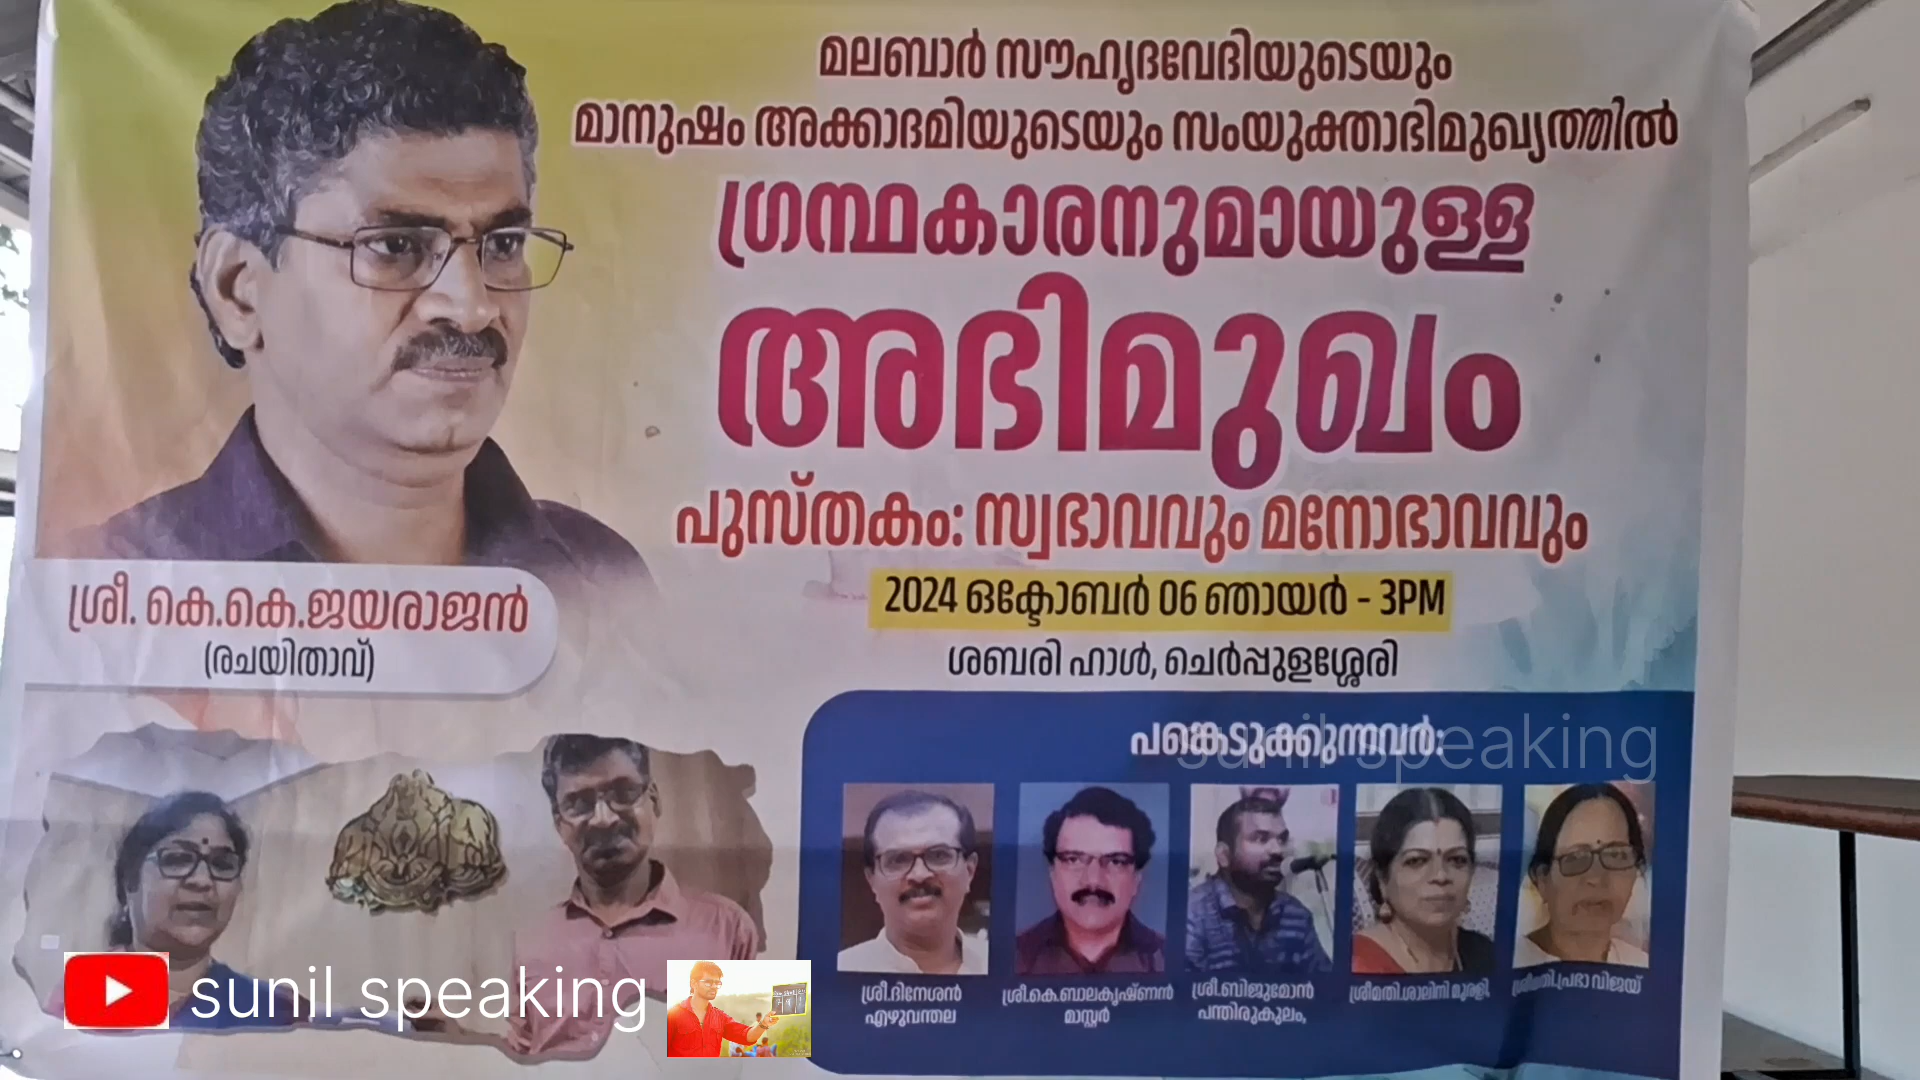 മലബാർ സൗഹൃദവേദിയുടെയും
മാനുഷം അക്കാദമിയുടെയും സംയുക്താഭിമുഖ്യത്തിൽ
ഗ്രന്ഥകാരനുമായുള്ള
അഭിമുഖം
പുസ്തകം: സ്വഭാവവും മനോഭാവവും
2024 ഒക്ടോബർ 06 ഞായർ - 3PM
ശബരി ഹാൾ, ചെർപ്പുളശ്ശേരി
ശ്രീ. കെ.കെ.ജയരാജൻ
(രചയിതാവ്)
പങ്കെടുക്കുന്നവർ:
sunil speaking
ശ്രീ.ദിനേശൻ
എഴുവന്തല
ശ്രീ.കെ.ബാലകൃഷ്ണൻ
മാസ്റ്റർ
ശ്രീ.ബിജുമോൻ
പന്തിരുകുലം,
ശ്രീമതി.ശാലിനി മുരളി,
ശ്രീമതി.പ്രഭാ വിജയ്
sunil speaking